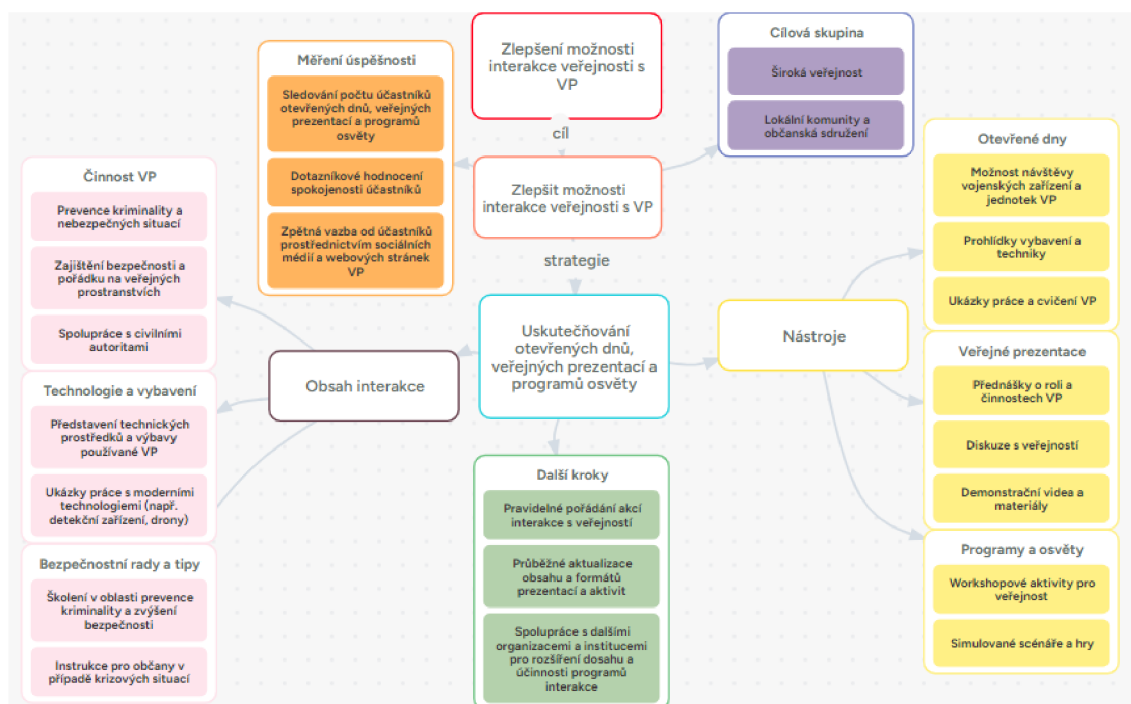 Zlepšení možnosti
interakce veřejnosti s
VP
cíl
Zlepšit možnosti
interakce veřejnosti s VP
strategie
Uskutečňování
otevřených dnů,
veřejných prezentací a
programů osvěty
Měření úspěšnosti
Sledování počtu účastníků
otevřených dnů, veřejných
prezentací a programů
osvěty
Dotazníkové hodnocení
spokojenosti účastníků
Zpětná vazba od účastníků
prostřednictvím sociálních
médií a webových stránek
VP
Cílová skupina
Široká veřejnost
Lokální komunity a
občanská sdružení
Obsah interakce
Činnost VP
Prevence kriminality a
nebezpečných situací
Zajištění bezpečnosti a
pořádku na veřejných
prostranstvích
Spolupráce s civilními
autoritami
Technologie a vybavení
Představení technických
prostředků a výbavy
používané VP
Ukázky práce s moderními
technologiemi (např.
detekční zařízení, drony)
Bezpečnostní rady a tipy
Školení v oblasti prevence
kriminality a zvýšení
bezpečnosti
Instrukce pro občany v
případě krizových situací
Další kroky
Pravidelné pořádání akcí
interakce s veřejností
Průběžné aktualizace
obsahu a formátů
prezentací a aktivit
Spolupráce s dalšími
organizacemi a institucemi
pro rozšíření dosahu a
účinnosti programů
interakce
Nástroje
Otevřené dny
Možnost návštěvy
vojenských zařízení a
jednotek VP
Prohlídky vybavení a
techniky
Ukázky práce a cvičení VP
Veřejné prezentace
Přednášky o roli a
činnostech VP
Diskuze s veřejností
Demonstrační videa a
materiály
Programy a osvěty
Workshopové aktivity pro
veřejnost
Simulované scénáře a hry